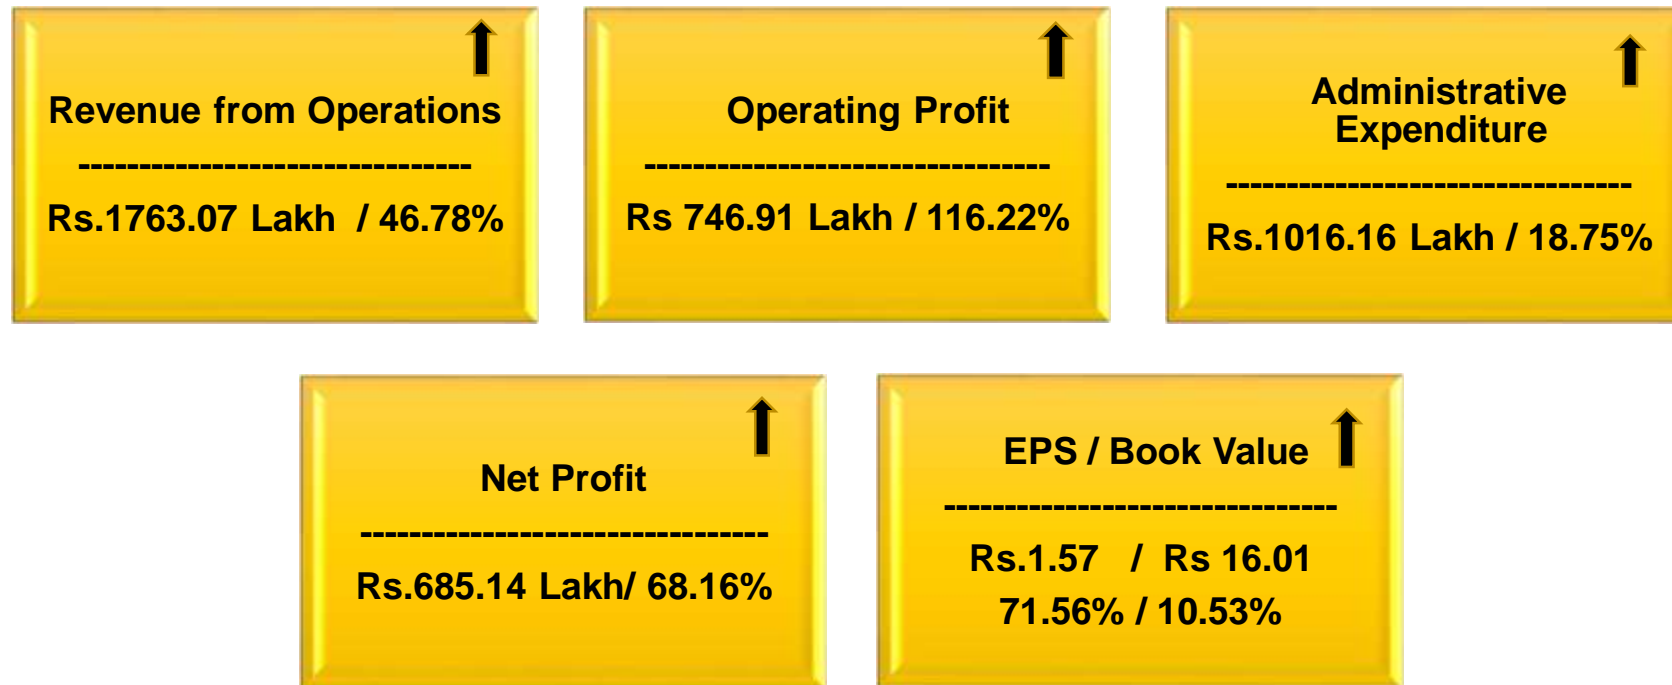 Revenue from Operations
--------------------------------
Rs.1763.07 Lakh / 46.78%
Operating Profit
---------------------------------
Rs 746.91 Lakh / 116.22%
Administrative
Expenditure
---------------------------------
Rs.1016.16 Lakh / 18.75%
Net Profit
---------------------------------
Rs.685.14 Lakh/ 68.16%
EPS / Book Value
--------------------------------
Rs.1.57 / Rs 16.01
71.56% / 10.53%